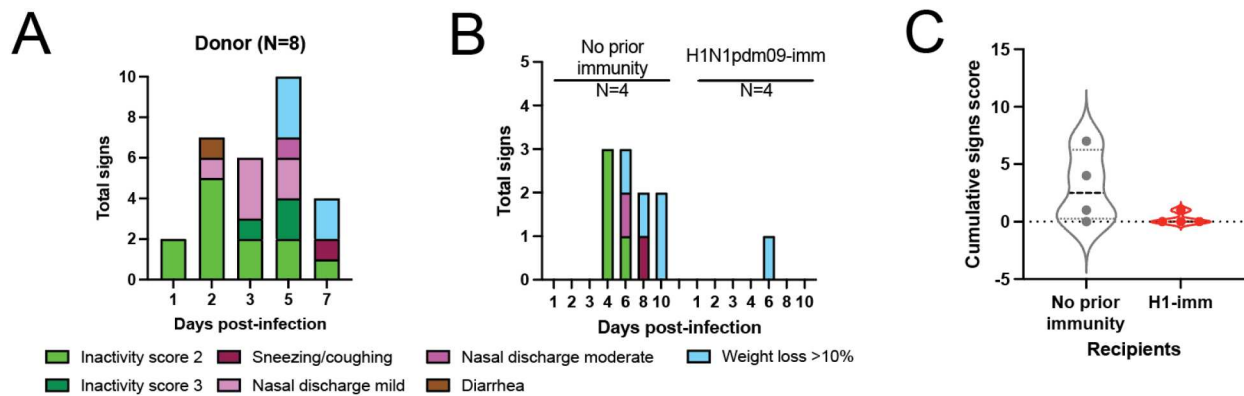 A
Donor (N=8)
Total signs
10
8
6
4
2
0
1 2 3 5 7
Days post-infection
B
No prior
immunity
H1N1pdm09-imm
N=4
N=4
Total signs
5
4
3
2
1
0
1 2 3 4 6 8 10 1 2 3 4 6 8 10
Days post-infection
C
Cumulative signs score
15
10
5
0
-5
No prior
immunity
H1-imm
Recipients
Inactivity score 2
Sneezing/coughing
Nasal discharge moderate
Weight loss >10%
Inactivity score 3
Nasal discharge mild
Diarrhea